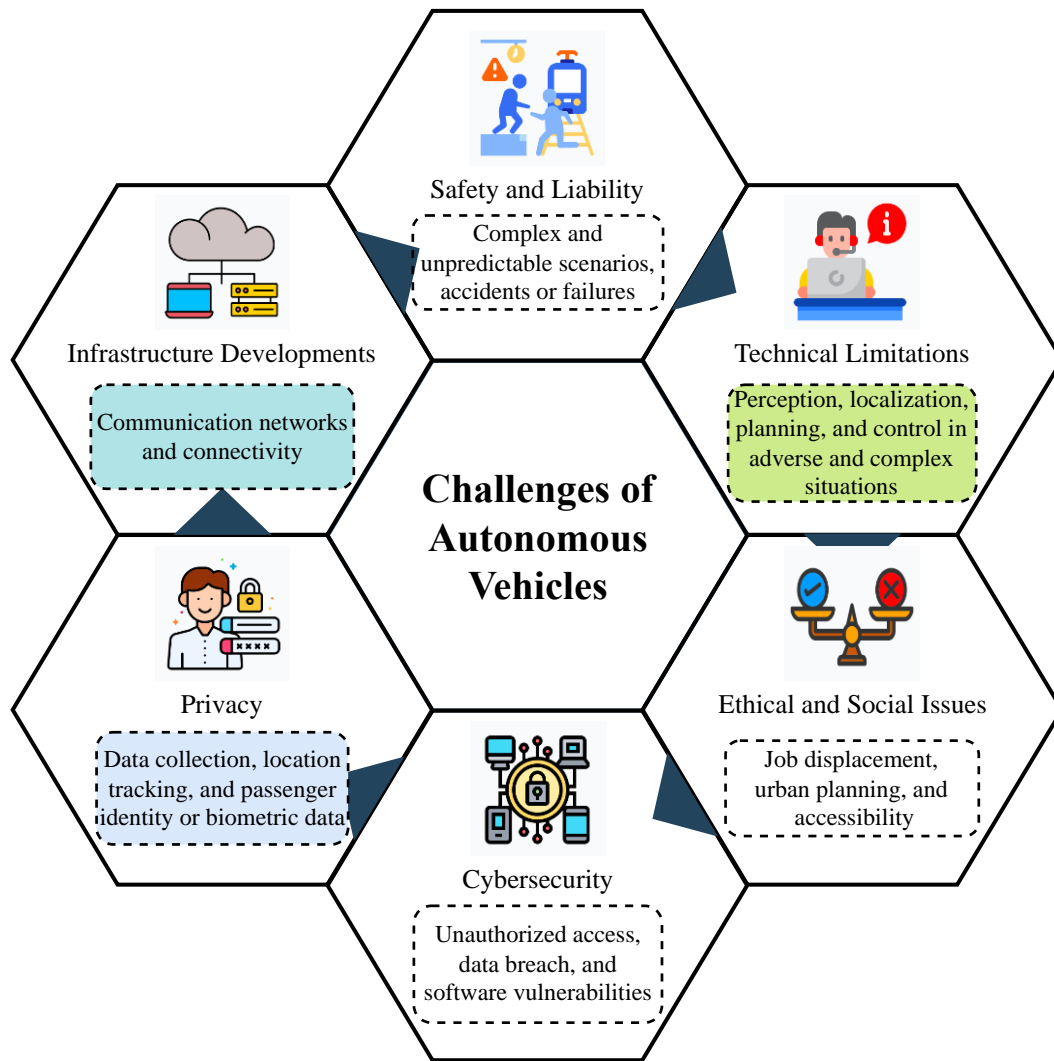 Safety and Liability
Complex and
unpredictable scenarios,
accidents or failures
Infrastructure Developments
Communication networks
and connectivity
Technical Limitations
Perception, localization,
planning, and control in
adverse and complex
situations
Challenges of
Autonomous
Vehicles
Privacy
Data collection, location
tracking, and passenger
identity or biometric data
Ethical and Social Issues
Job displacement,
urban planning, and
accessibility
Cybersecurity
Unauthorized access,
data breach, and
software vulnerabilities